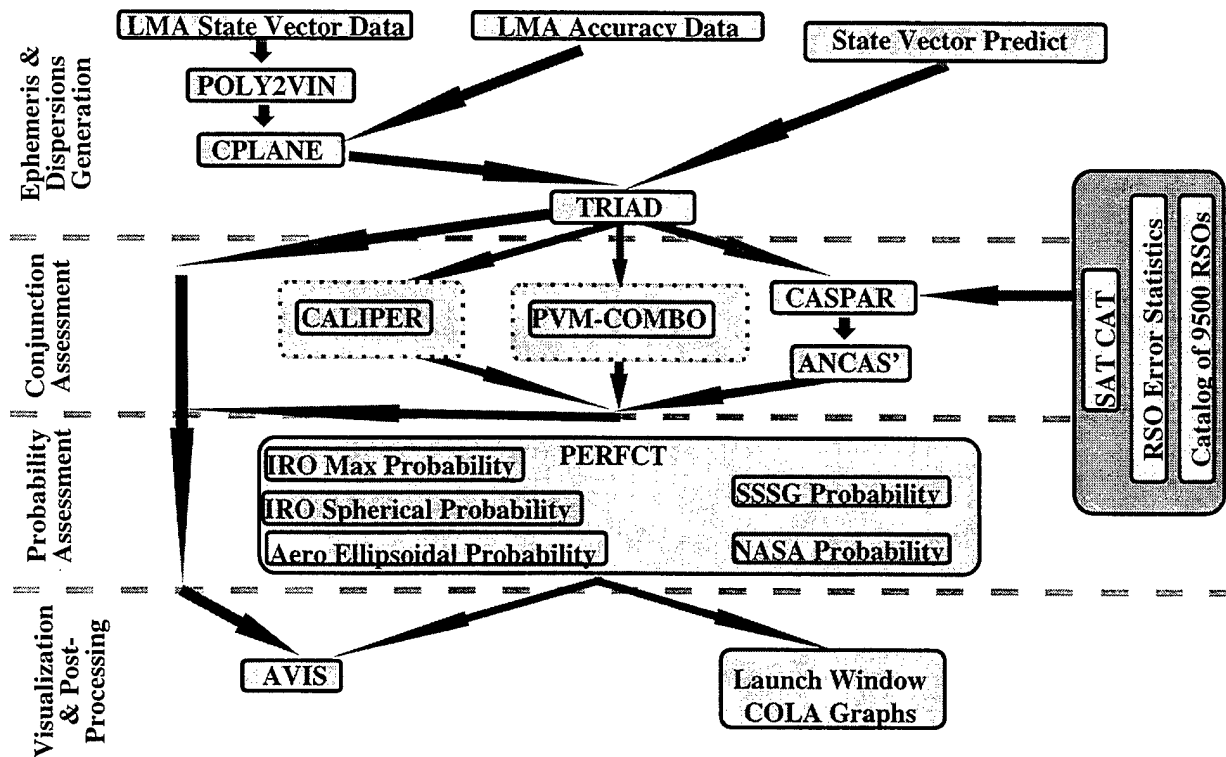 LMA State Vector Data
LMA Accuracy Data
State Vector Predict
POLY2VIN
CPLANE
TRIAD
Ephemeris &
Dispersions
Generation
CALIPER
PVM-COMBO
CASPAR
ANCAS’
Conjunction
Assessment
SAT CAT
RSO Error Statistics
Catalog of 9500 RSOs
PERFCT
IRO Max Probability
IRO Spherical Probability
Aero Ellipsoidal Probability
SSSG Probability
NASA Probability
Probability
Assessment
AVIS
Launch Window
COLA Graphs
Visualization
& Post-
Processing